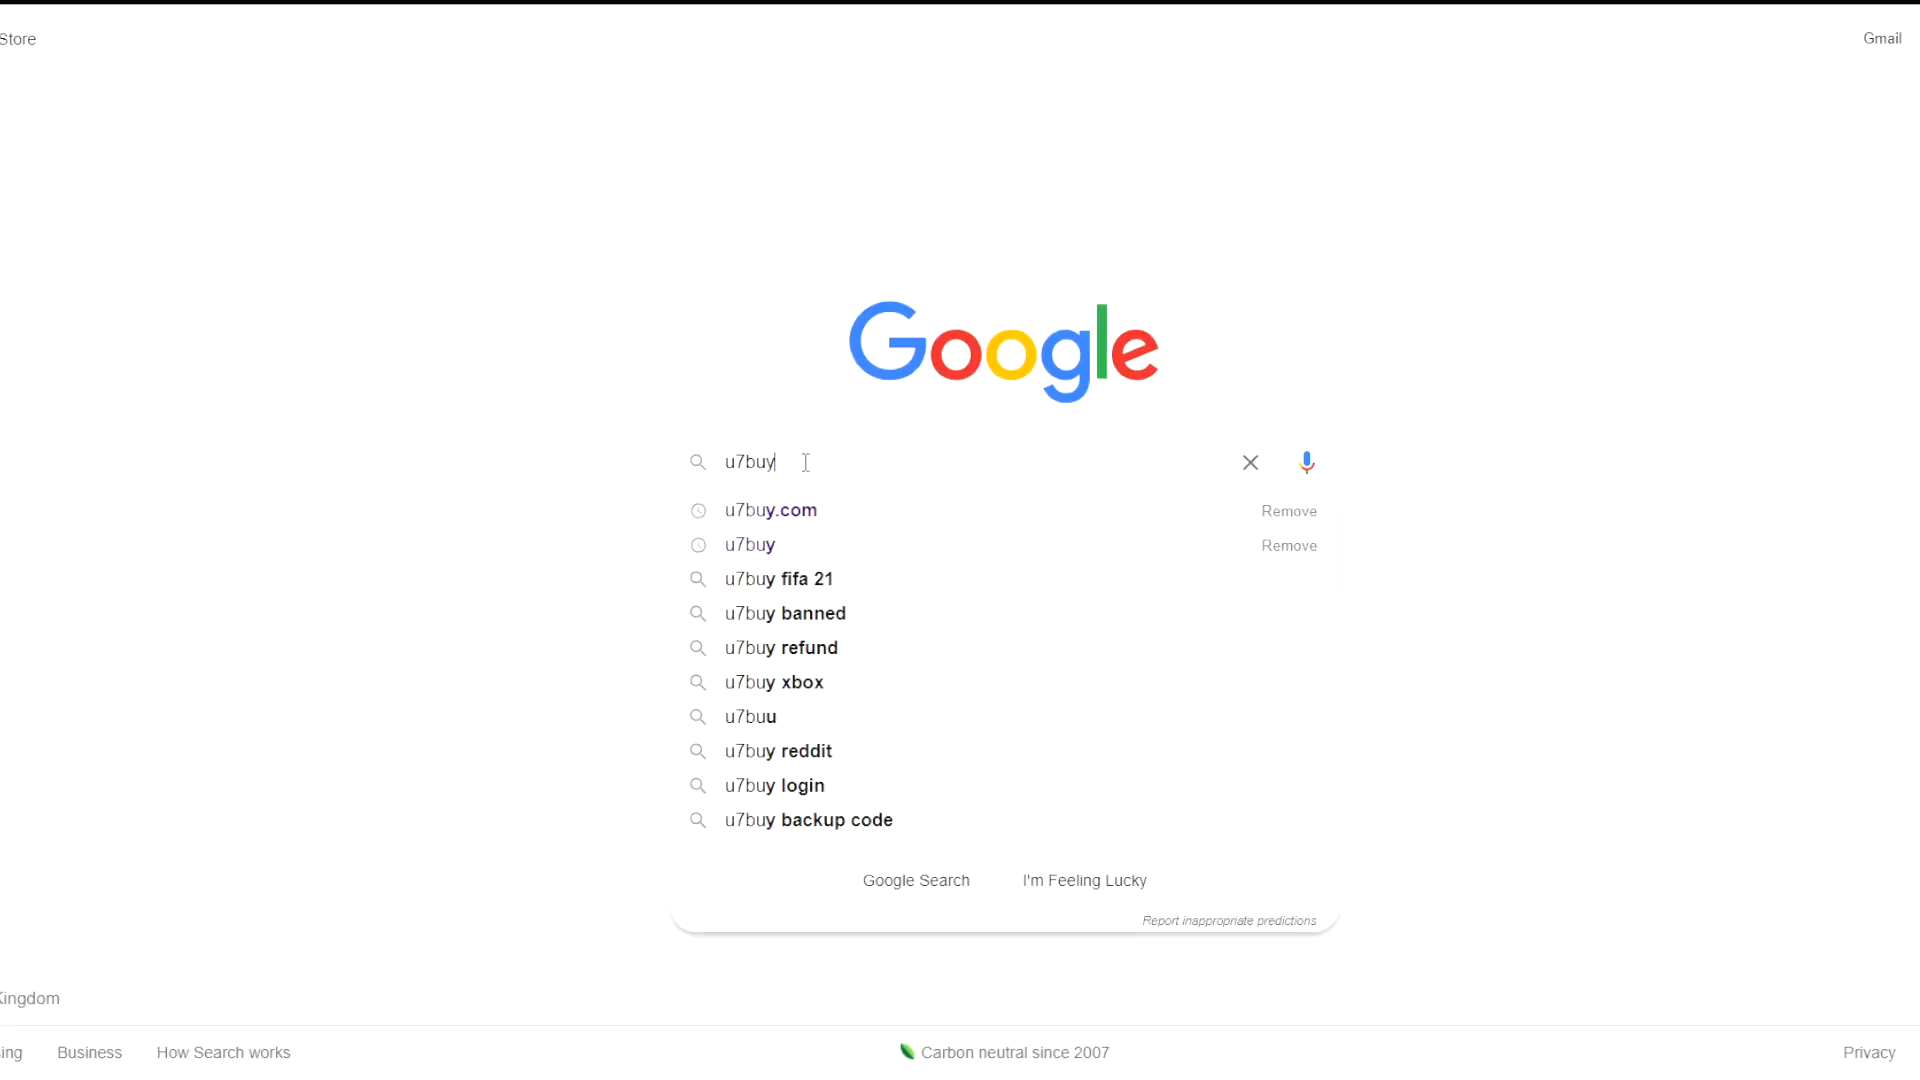 Store
Gmail
Google
u7buy
u7buy.com
Remove
u7buy
Remove
u7buy fifa 21
u7buy banned
u7buy refund
u7buy xbox
u7buu
u7buy reddit
u7buy login
u7buy backup code
Google Search
I'm Feeling Lucky
Report inappropriate predictions
Kingdom
ing
Business
How Search works
Carbon neutral since 2007
Privacy